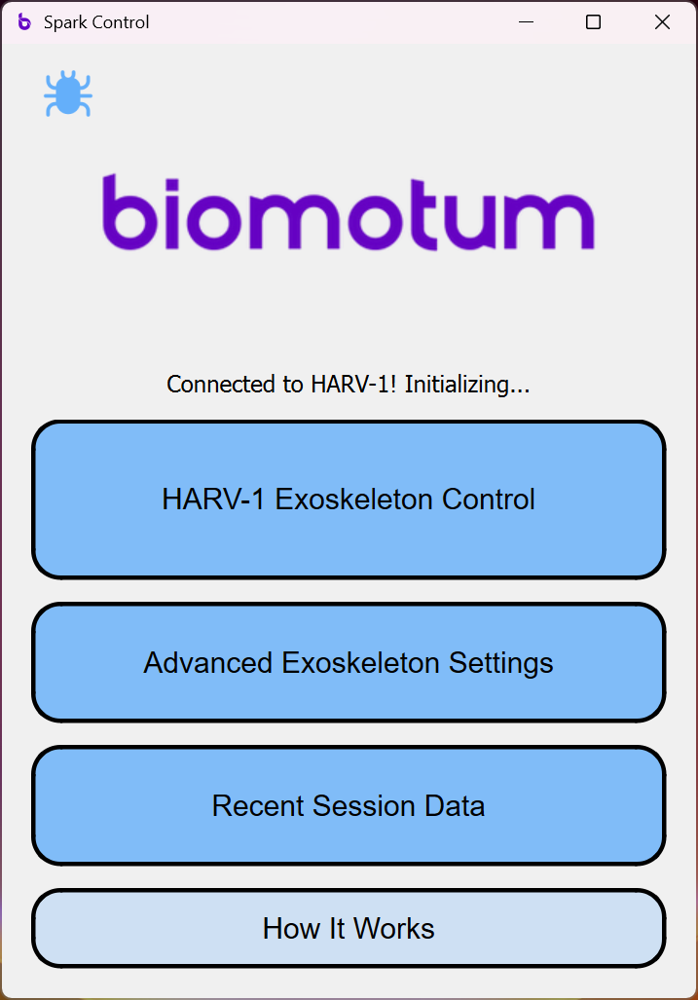 Spark Control
biomotum
Connected to HARV-1! Initializing...
HARV-1 Exoskeleton Control
Advanced Exoskeleton Settings
Recent Session Data
How It Works